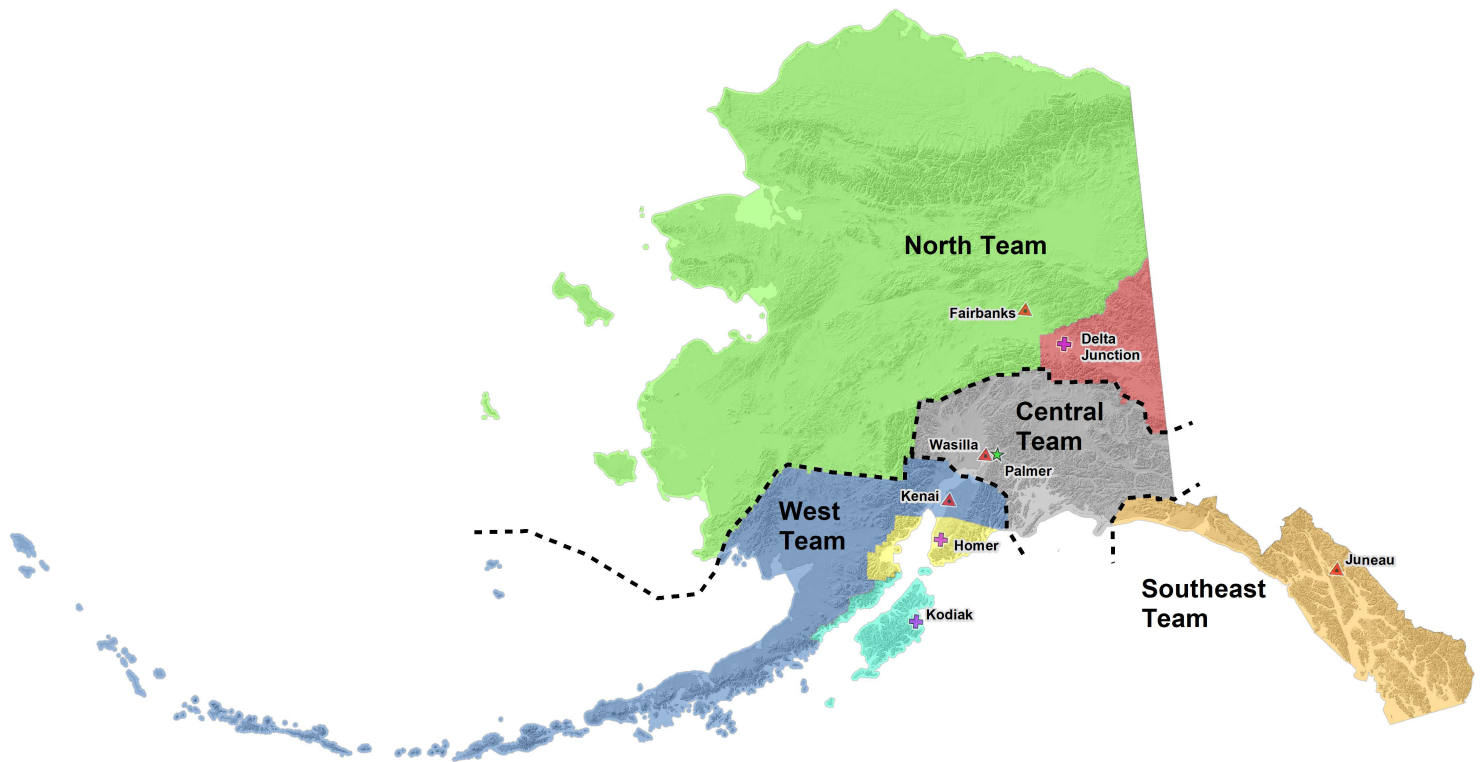 North Team
Fairbanks
Delta
Junction
Central
Team
Wasilla
Palmer
Kenai
West
Team
Homer
Juneau
Southeast
Team
Kodiak